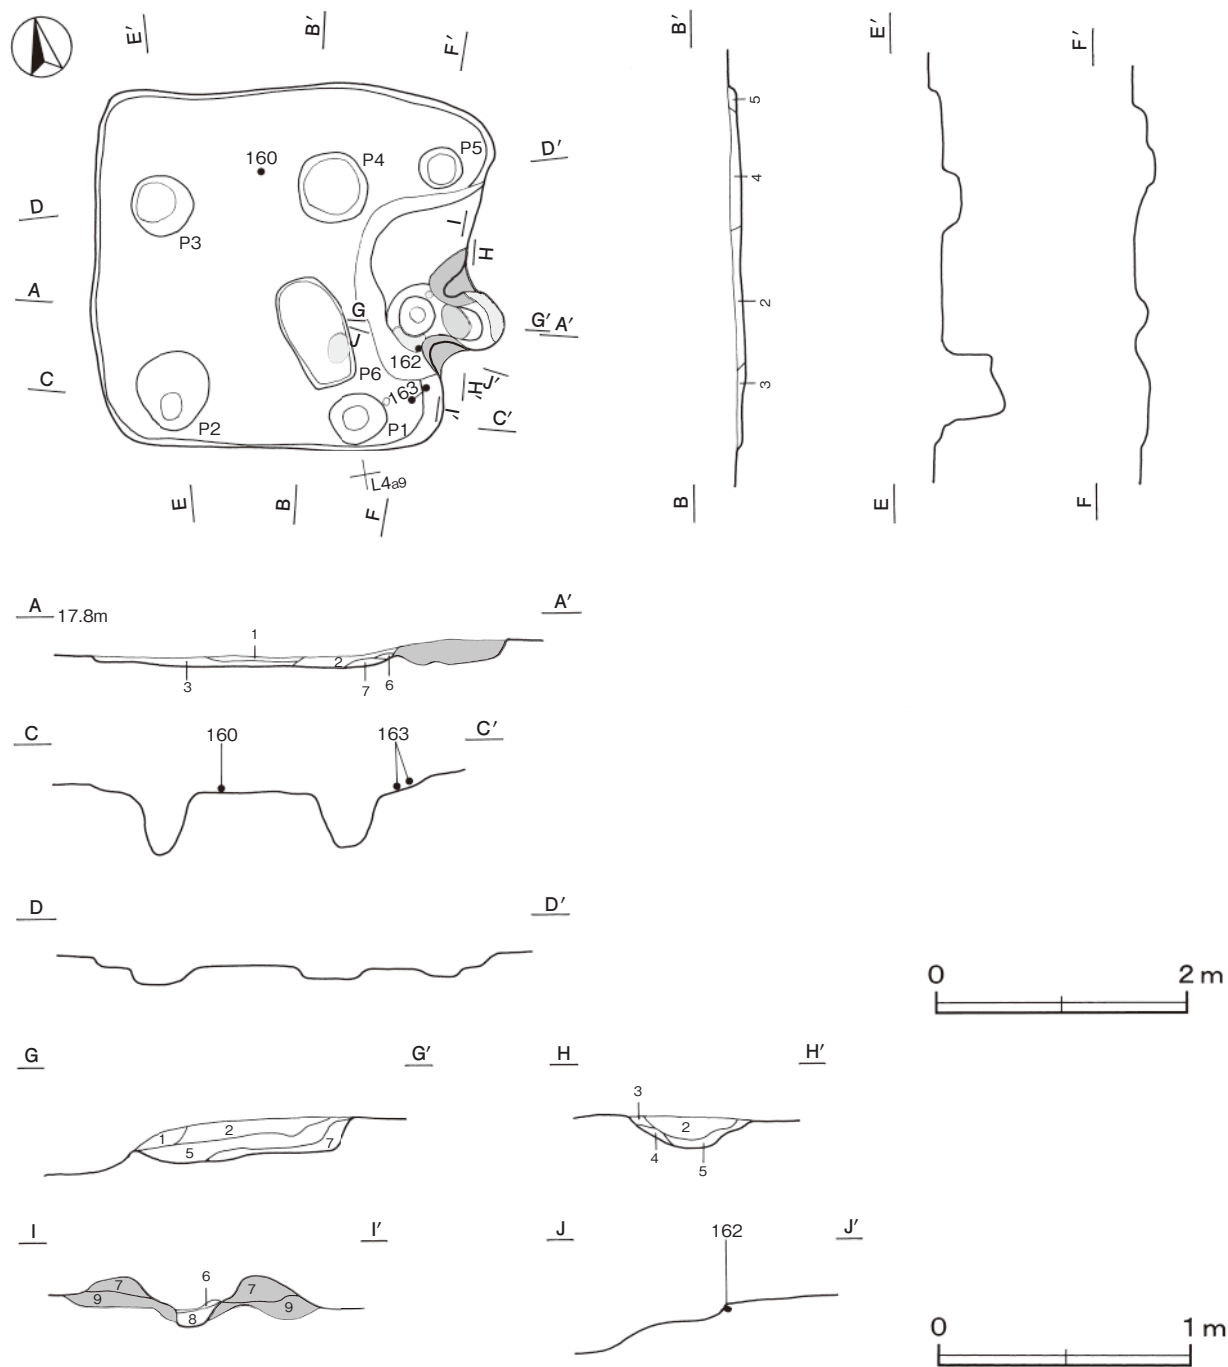 E′ B′ F′ B′ E′ F′
160 P4 P5 D′
5
4
D P3 I H
A G G′ A′
2
J 162
C P6 163 H′ J′
3
P2 P1 I′ C′
L4a9
E B F B E F
A 17.8m A′
1
2
3 7 6
C 160 163 C′
D D′
0 2 m
G G′ H H′
3
1 2 2
5 7 4 5
I I′ J 162 J′
6
7 7
9 8 9
0 1 m